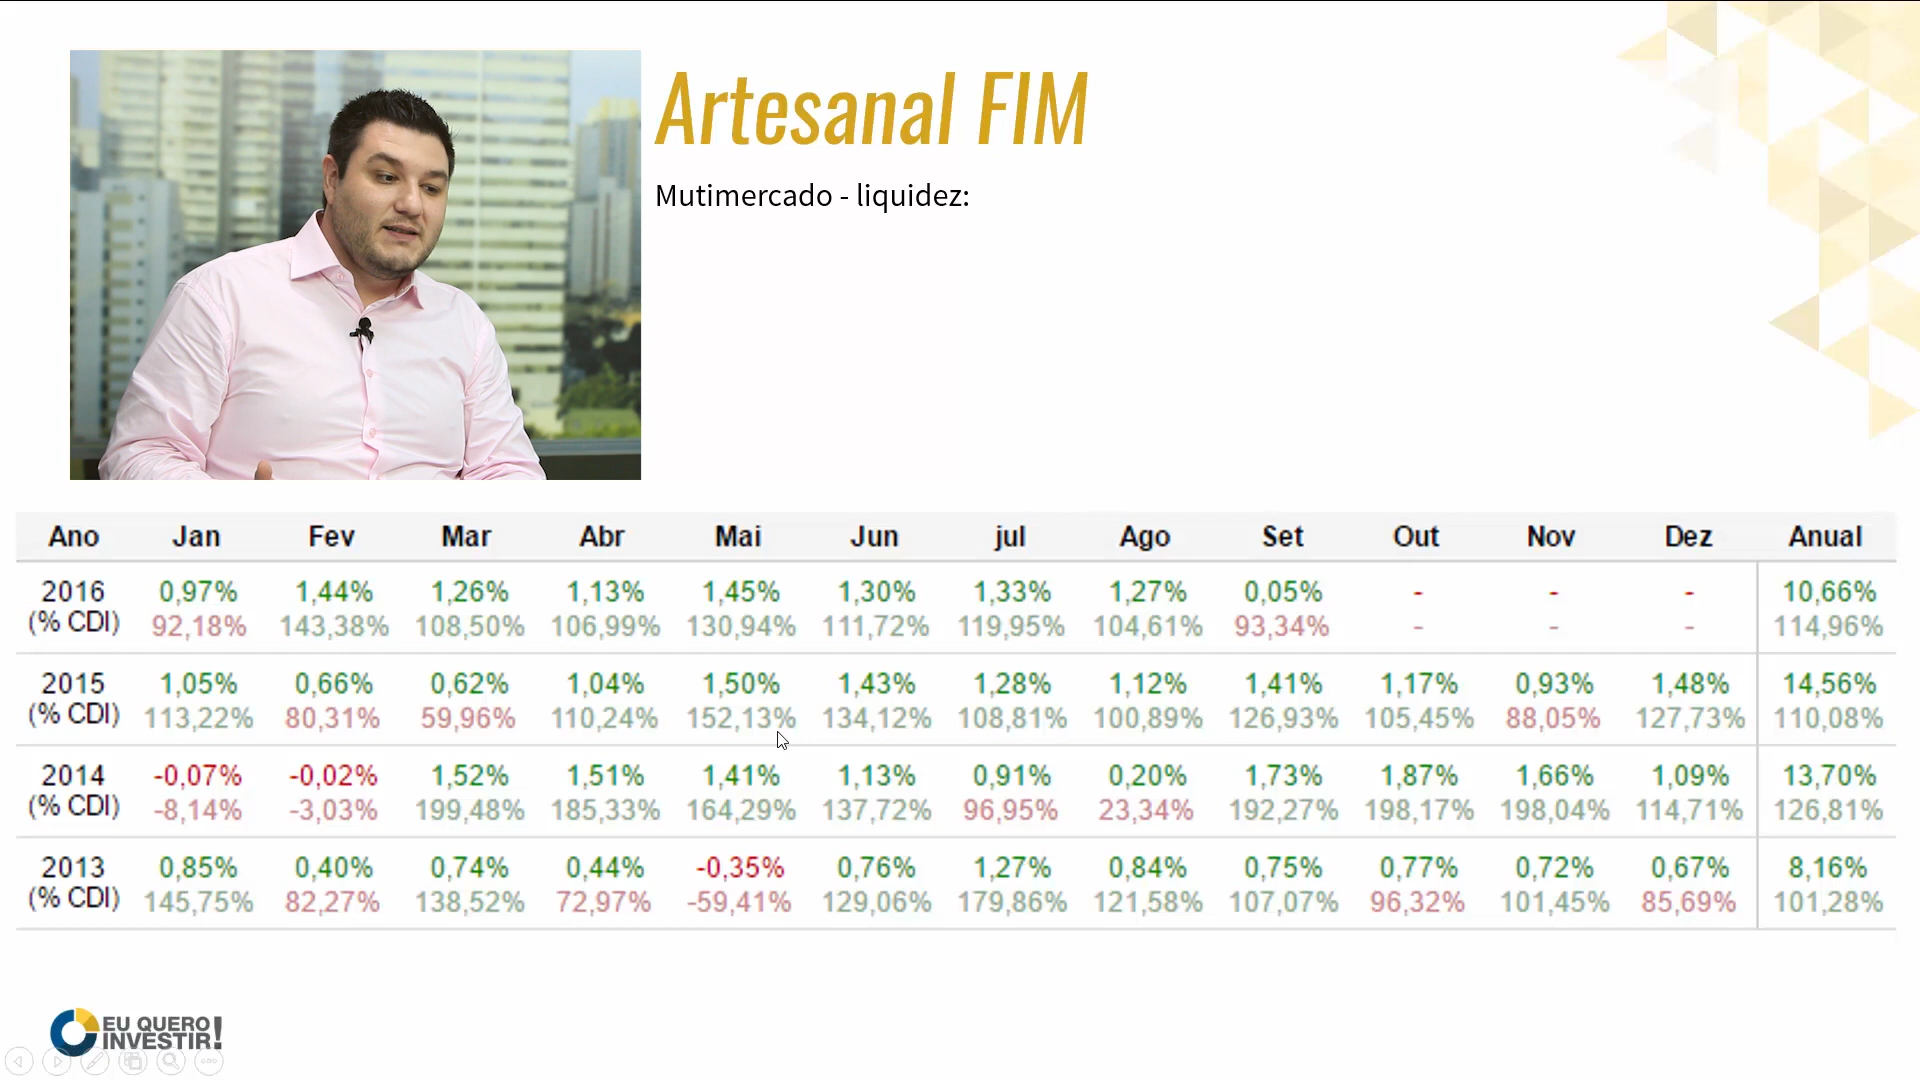 Artesanal FIM
Mutimercado - liquidez:
Ano Jan Fev Mar Abr Mai Jun jul Ago Set Out Nov Dez Anual
2016 0,97% 1,44% 1,26% 1,13% 1,45% 1,30% 1,33% 1,27% 0,05% - - - 10,66%
(% CDI) 92,18% 143,38% 108,50% 106,99% 130,94% 111,72% 119,95% 104,61% 93,34% - - - 114,96%
2015 1,05% 0,66% 0,62% 1,04% 1,50% 1,43% 1,28% 1,12% 1,41% 1,17% 0,93% 1,48% 14,56%
(% CDI) 113,22% 80,31% 59,96% 110,24% 152,13% 134,12% 108,81% 100,89% 126,93% 105,45% 88,05% 127,73% 110,08%
2014 -0,07% -0,02% 1,52% 1,51% 1,41% 1,13% 0,91% 0,20% 1,73% 1,87% 1,66% 1,09% 13,70%
(% CDI) -8,14% -3,03% 199,48% 185,33% 164,29% 137,72% 96,95% 23,34% 192,27% 198,17% 198,04% 114,71% 126,81%
2013 0,85% 0,40% 0,74% 0,44% -0,35% 0,76% 1,27% 0,84% 0,75% 0,77% 0,72% 0,67% 8,16%
(% CDI) 145,75% 82,27% 138,52% 72,97% -59,41% 129,06% 179,86% 121,58% 107,07% 96,32% 101,45% 85,69% 101,28%
EU QUERO
INVESTIR!